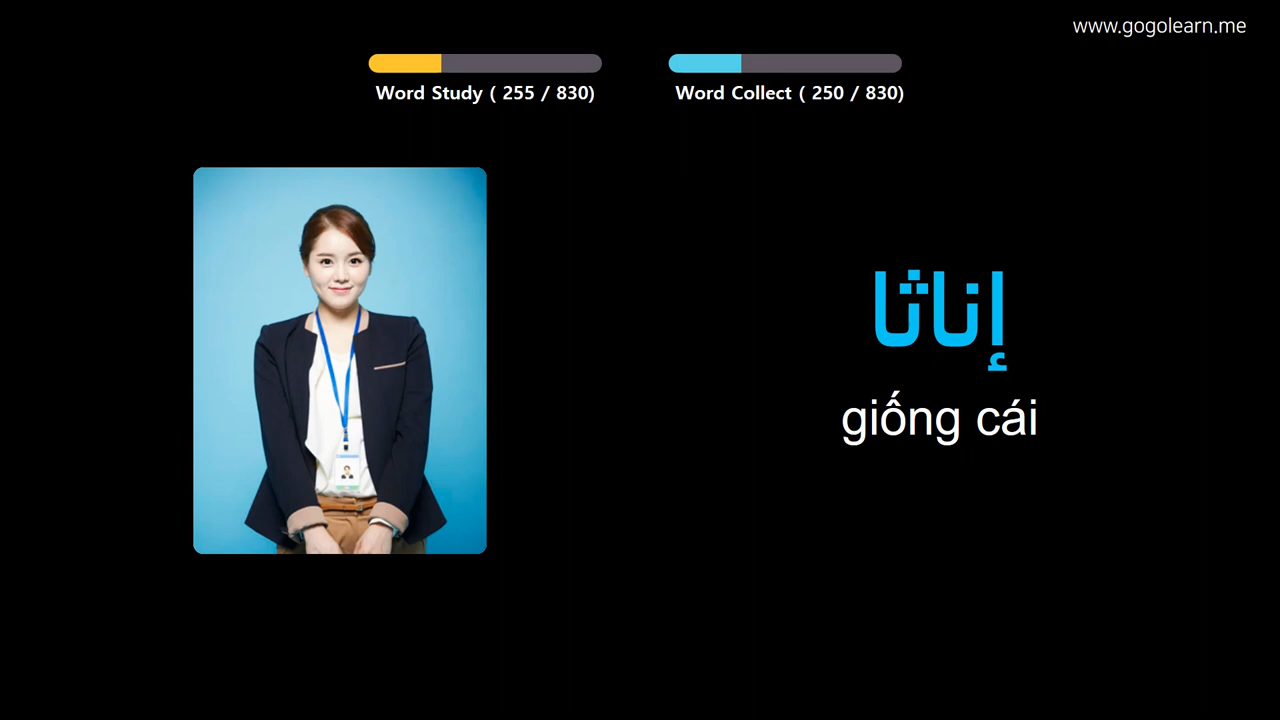 www.gogolearn.me
Word Study ( 255 / 830)
Word Collect ( 250 / 830)
إناثا
giống cái